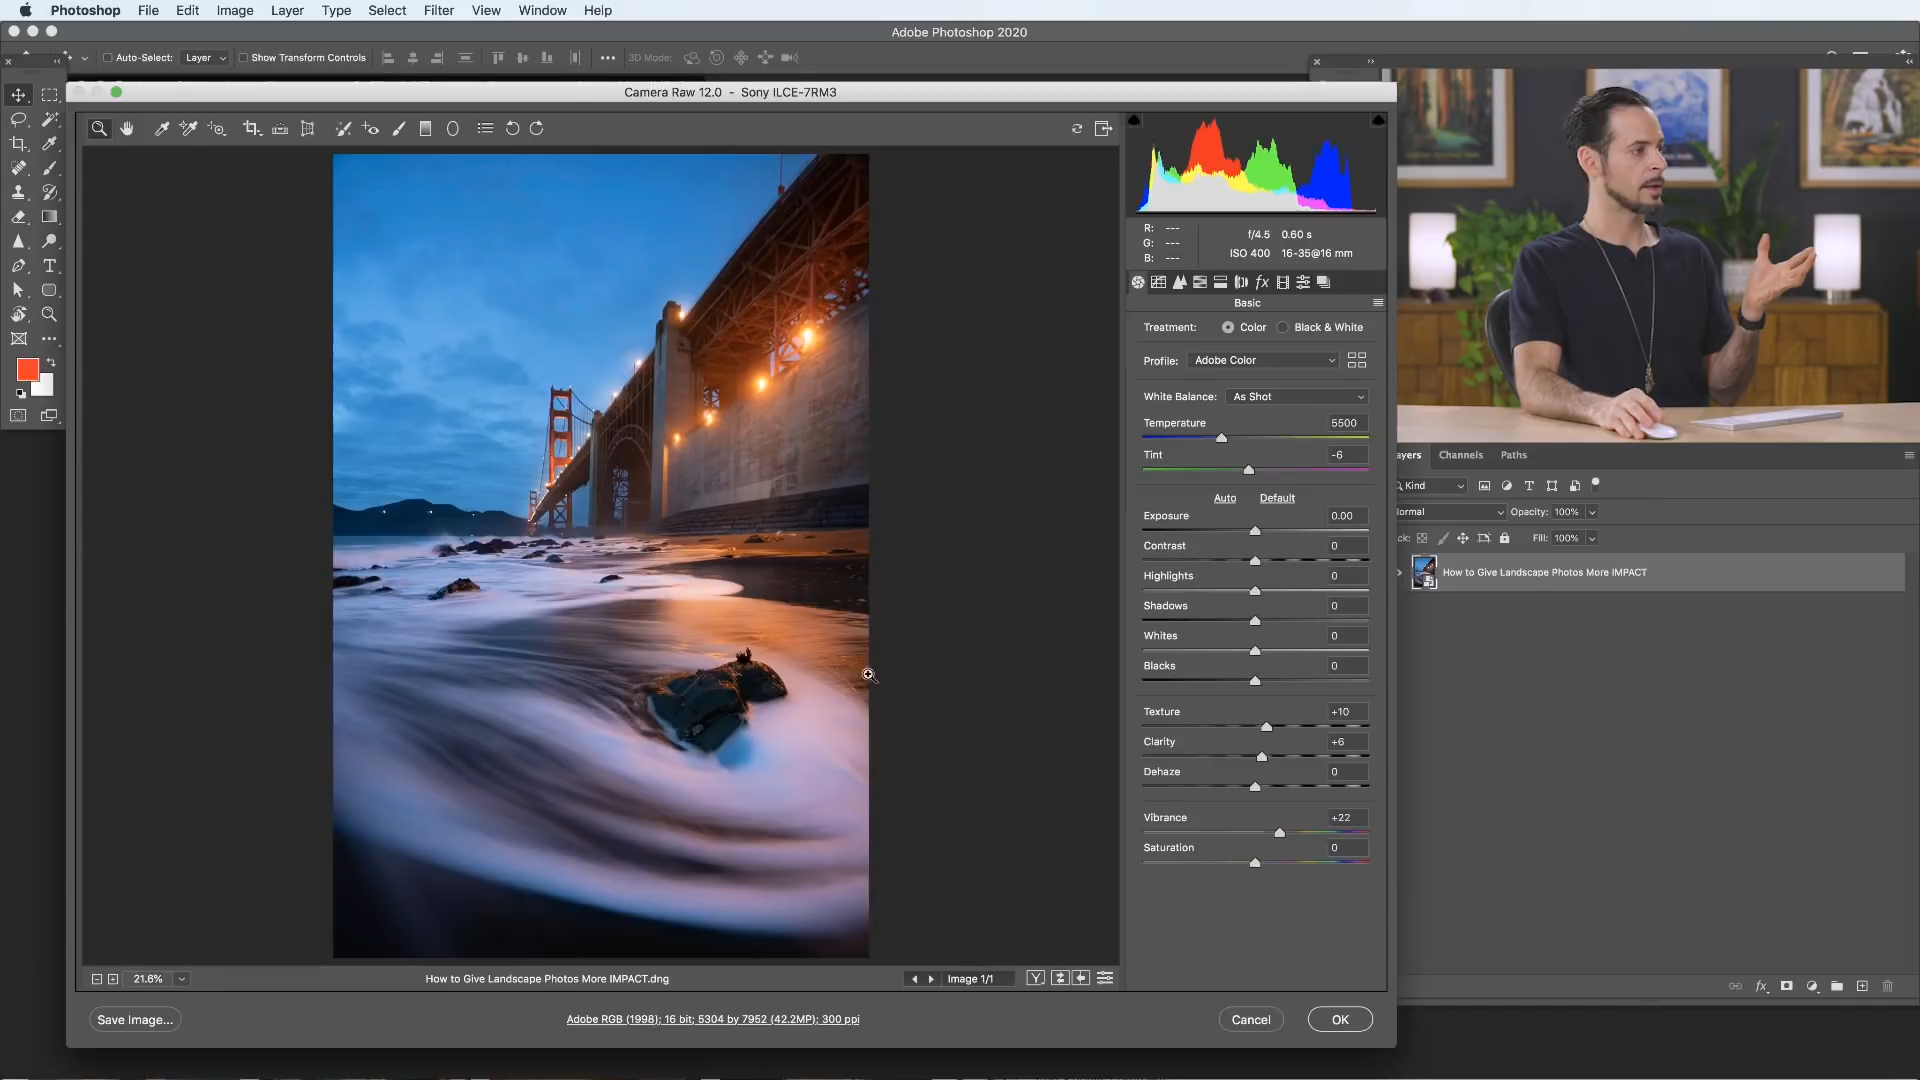 Photoshop File Edit Image Layer Type Select Filter View Window Help
Adobe Photoshop 2020
Auto-Select: Layer Show Transform Controls 3D Mode:
Camera Raw 12.0 - Sony ILCE-7RM3
R: ---
G: ---
B: ---
f/4.5 0.60 s
ISO 400 16-35@16 mm
Basic
Treatment: Color Black & White
Profile: Adobe Color
White Balance: As Shot
Temperature 5500
Tint -6
Auto Default
Exposure 0.00
Contrast 0
Highlights 0
Shadows 0
Whites 0
Blacks 0
Texture +10
Clarity +6
Dehaze 0
Vibrance +22
Saturation 0
21.6% How to Give Landscape Photos More IMPACT.dng Image 1/1
Save Image... Adobe RGB (1998); 16 bit; 5304 by 7952 (42.2MP); 300 ppi Cancel OK
ayers Channels Paths
Kind
ormal Opacity: 100%
ck: Fill: 100%
How to Give Landscape Photos More IMPACT